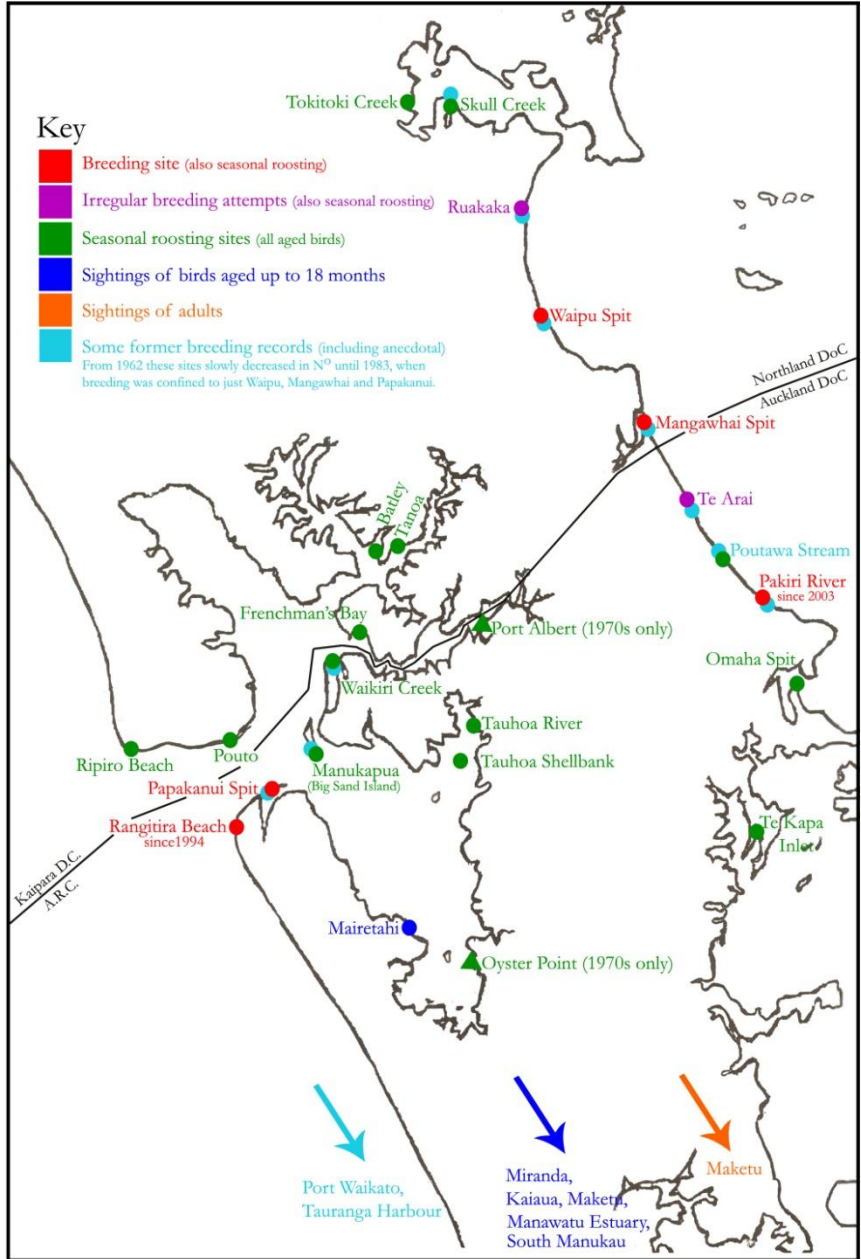 Key
Breeding site (also seasonal roosting)
Irregular breeding attempts (also seasonal roosting)
Seasonal roosting sites (all aged birds)
Sightings of birds aged up to 18 months
Sightings of adults
Some former breeding records (including anecdotal)
From 1962 these sites slowly decreased in Nº until 1983, when
breeding was confined to just Waipu, Mangawhai and Papakanui.
Tokitoki Creek
Skull Creek
Ruakaka
Waipu Spit
Northland DoC
Auckland DoC
Mangawhai Spit
Te Arai
Poutawa Stream
Pakiri River
since 2003
Batley
Tanoa
Frenchman's Bay
Port Albert (1970s only)
Omaha Spit
Waikiri Creek
Tauhoa River
Ripiro Beach
Pouto
Manukapua
(Big Sand Island)
Tauhoa Shellbank
Papakanui Spit
Rangitira Beach
since1994
Te Kapa
Inlet
Kaipara D.C.
A.R.C.
Mairetahi
Oyster Point (1970s only)
Port Waikato,
Tauranga Harbour
Miranda,
Kaiaua, Maketu,
Manawatu Estuary,
South Manukau
Maketu